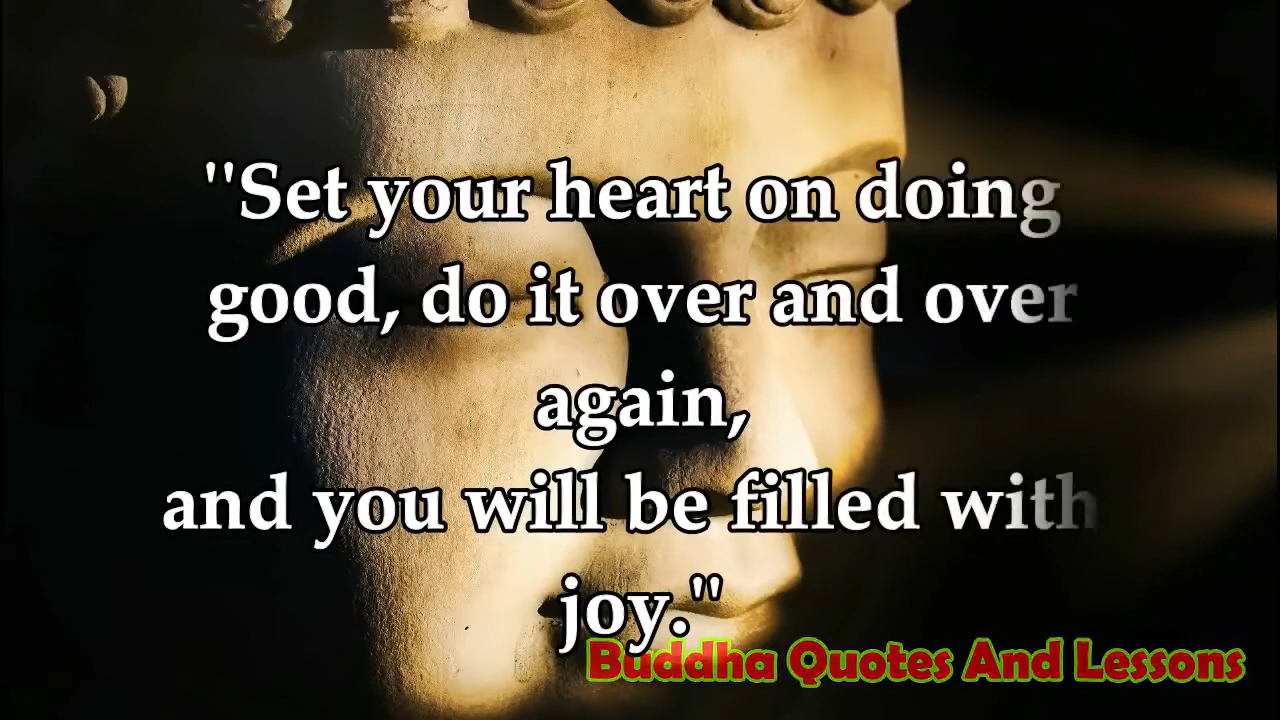 "Set your heart on doing
good, do it over and over
again,
and you will be filled with
joy."
Buddha Quotes And Lessons